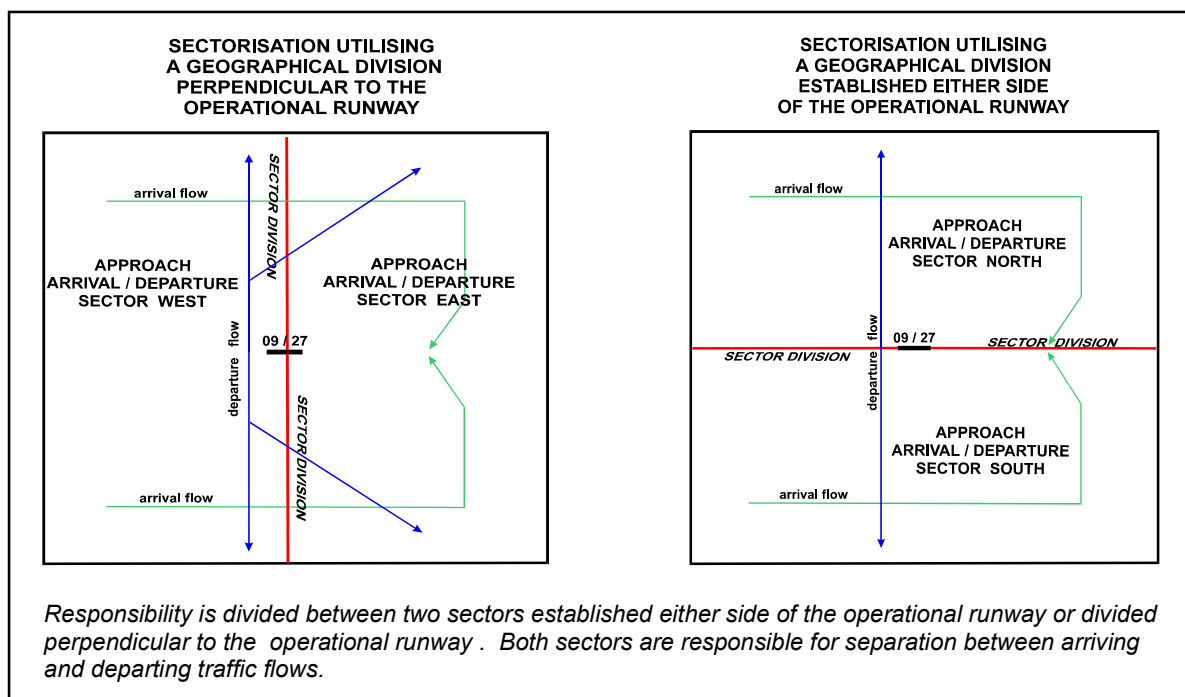 SECTORISATION UTILISING
A GEOGRAPHICAL DIVISION
PERPENDICULAR TO THE
OPERATIONAL RUNWAY
SECTOR DIVISION
arrival flow
APPROACH
ARRIVAL / DEPARTURE
SECTOR WEST
APPROACH
ARRIVAL / DEPARTURE
SECTOR EAST
09 / 27
departure flow
SECTOR DIVISION
arrival flow
SECTORISATION UTILISING
A GEOGRAPHICAL DIVISION
ESTABLISHED EITHER SIDE
OF THE OPERATIONAL RUNWAY
arrival flow
APPROACH
ARRIVAL / DEPARTURE
SECTOR NORTH
09 / 27
SECTOR DIVISION
SECTOR DIVISION
departure flow
APPROACH
ARRIVAL / DEPARTURE
SECTOR SOUTH
arrival flow
Responsibility is divided between two sectors established either side of the operational runway or divided
perpendicular to the operational runway . Both sectors are responsible for separation between arriving
and departing traffic flows.